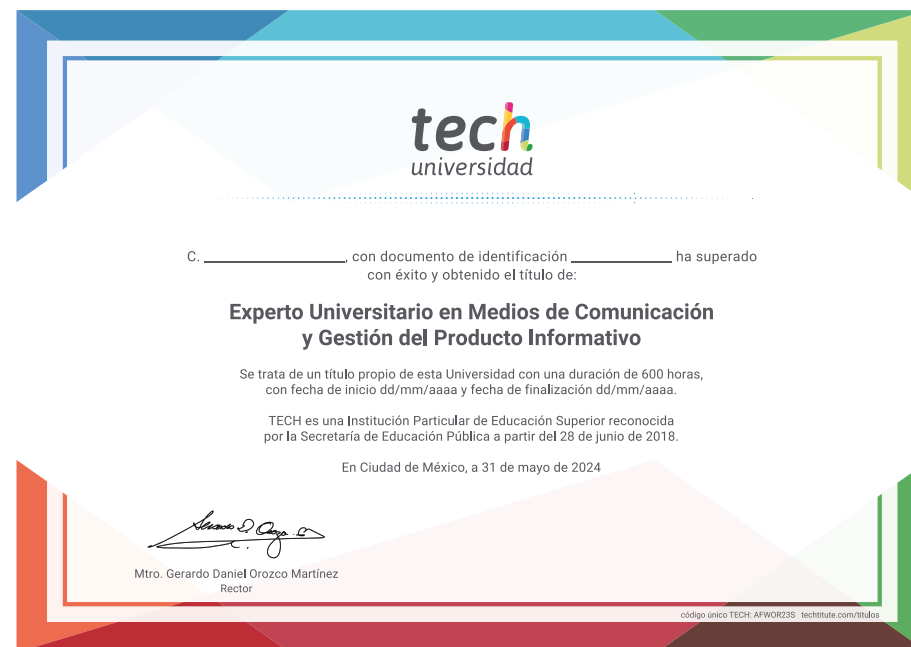 tech
universidad
C. ____________, con documento de identificación ____________ ha superado
con éxito y obtenido el título de:
Experto Universitario en Medios de Comunicación
y Gestión del Producto Informativo
Se trata de un título propio de esta Universidad con una duración de 600 horas,
con fecha de inicio dd/mm/aaaa y fecha de finalización dd/mm/aaaa.
TECH es una Institución Particular de Educación Superior reconocida
por la Secretaría de Educación Pública a partir del 28 de junio de 2018.
En Ciudad de México, a 31 de mayo de 2024
Mtro. Gerardo Daniel Orozco Martínez
Rector
código único TECH: AFWOR23S techtitute.com/titulos